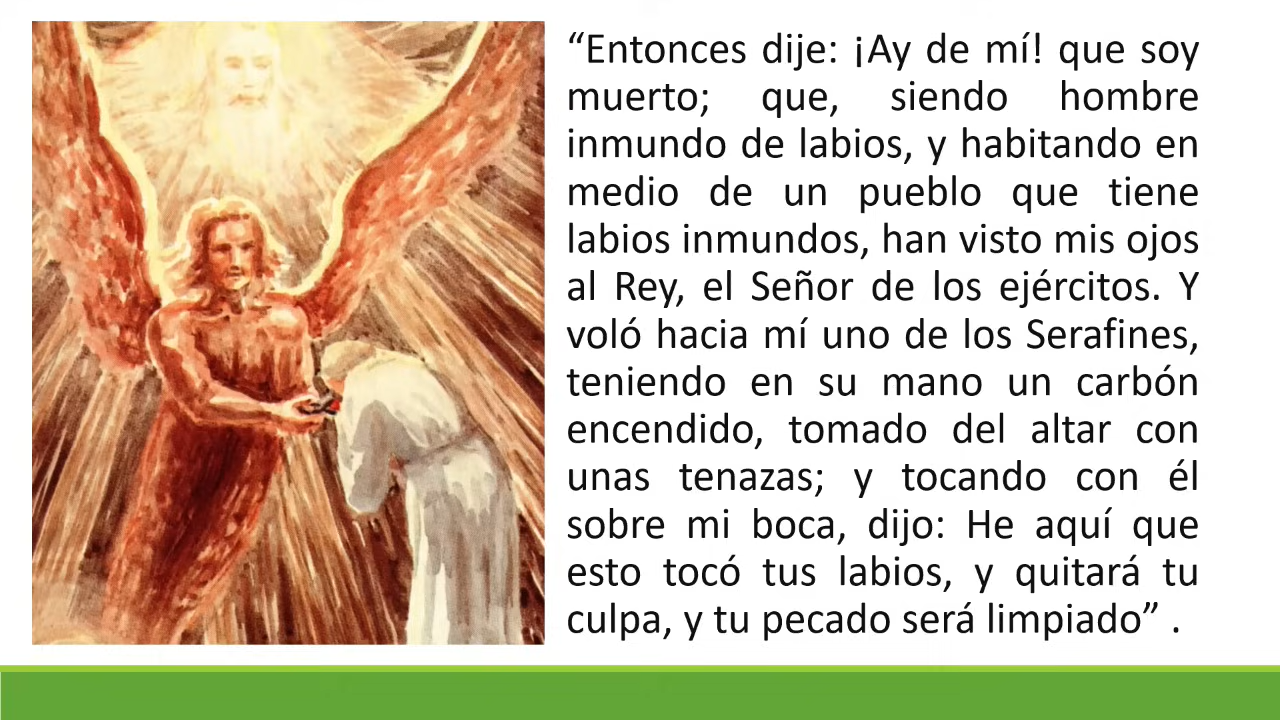 “Entonces dije: ¡Ay de mí! que soy
muerto; que, siendo hombre
inmundo de labios, y habitando en
medio de un pueblo que tiene
labios inmundos, han visto mis ojos
al Rey, el Señor de los ejércitos. Y
voló hacia mí uno de los Serafines,
teniendo en su mano un carbón
encendido, tomado del altar con
unas tenazas; y tocando con él
sobre mi boca, dijo: He aquí que
esto tocó tus labios, y quitará tu
culpa, y tu pecado será limpiado” .